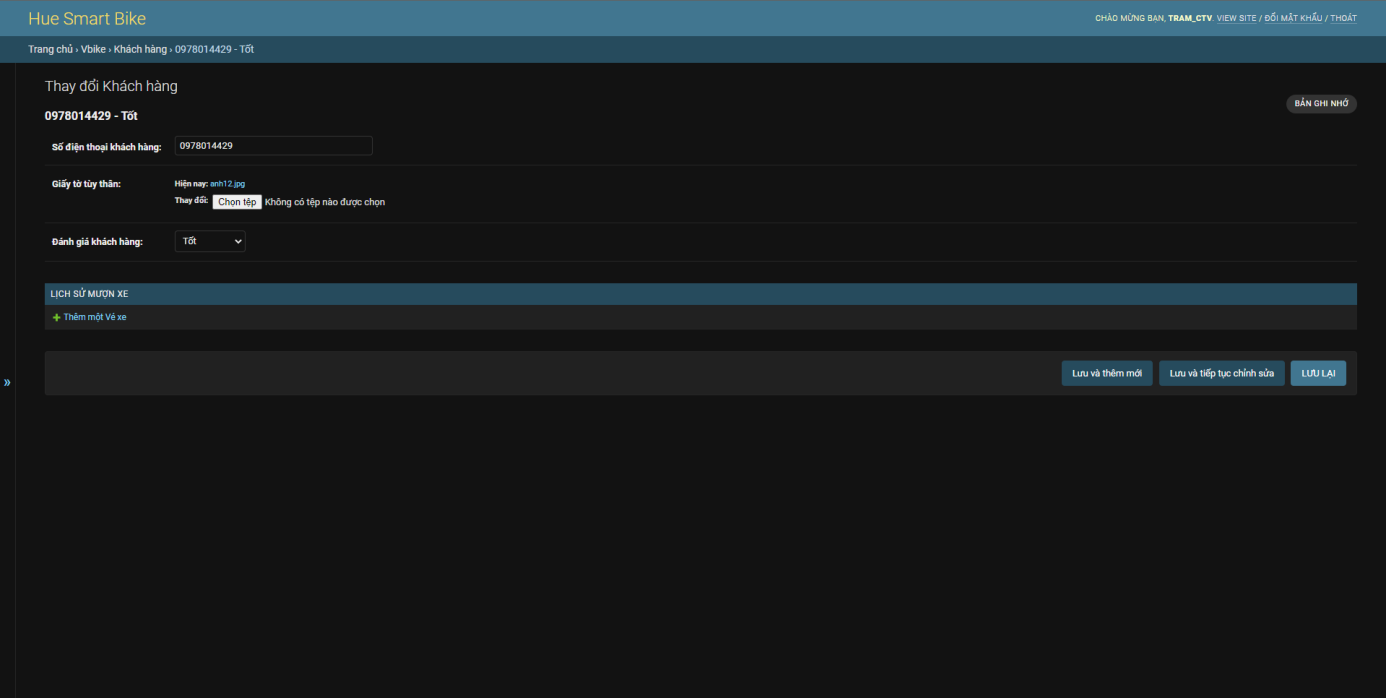 Hue Smart Bike
CHÀO MỪNG BẠN, TRAM_CTV. VIEW SITE / ĐỔI MẬT KHẨU / THOÁT
Trang chủ › Vbike › Khách hàng › 0978014429 - Tốt
Thay đổi Khách hàng
BẢN GHI NHỚ
0978014429 - Tốt
Số điện thoại khách hàng: 0978014429
Giấy tờ tùy thân: Hiện nay: anh12.jpg
Thay đổi: Chọn tệp Không có tệp nào được chọn
Đánh giá khách hàng: Tốt
LỊCH SỬ MƯỢN XE
Thêm một Vé xe
Lưu và thêm mới Lưu và tiếp tục chỉnh sửa LƯU LẠI
»